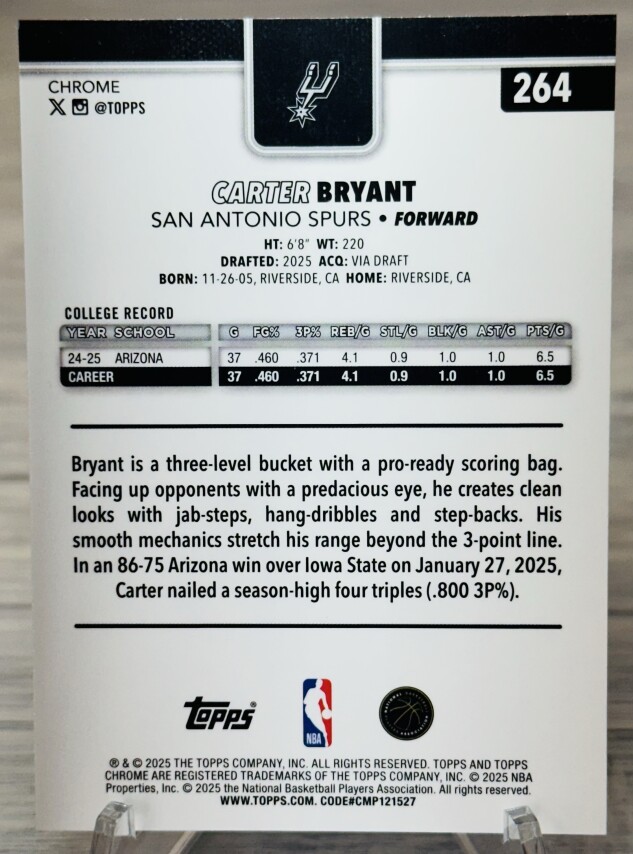 CHROME
264
@TOPPS
CARTER BRYANT
SAN ANTONIO SPURS • FORWARD
HT: 6'8" WT: 220
DRAFTED: 2025 ACQ: VIA DRAFT
BORN: 11-26-05, RIVERSIDE, CA HOME: RIVERSIDE, CA
COLLEGE RECORD
YEAR SCHOOL G FG% 3P% REB/G STL/G BLK/G AST/G PTS/G
24-25 ARIZONA 37 .460 .371 4.1 0.9 1.0 1.0 6.5
CAREER 37 .460 .371 4.1 0.9 1.0 1.0 6.5
Bryant is a three-level bucket with a pro-ready scoring bag.
Facing up opponents with a predacious eye, he creates clean
looks with jab-steps, hang-dribbles and step-backs. His
smooth mechanics stretch his range beyond the 3-point line.
In an 86-75 Arizona win over Iowa State on January 27, 2025,
Carter nailed a season-high four triples (.800 3P%).
topps®
NBA
® & © 2025 THE TOPPS COMPANY, INC. ALL RIGHTS RESERVED. TOPPS AND TOPPS
CHROME ARE REGISTERED TRADEMARKS OF THE TOPPS COMPANY, INC. © 2025 NBA
Properties, Inc. © 2025 the National Basketball Players Association. All rights reserved.
WWW.TOPPS.COM. CODE#CMP121527